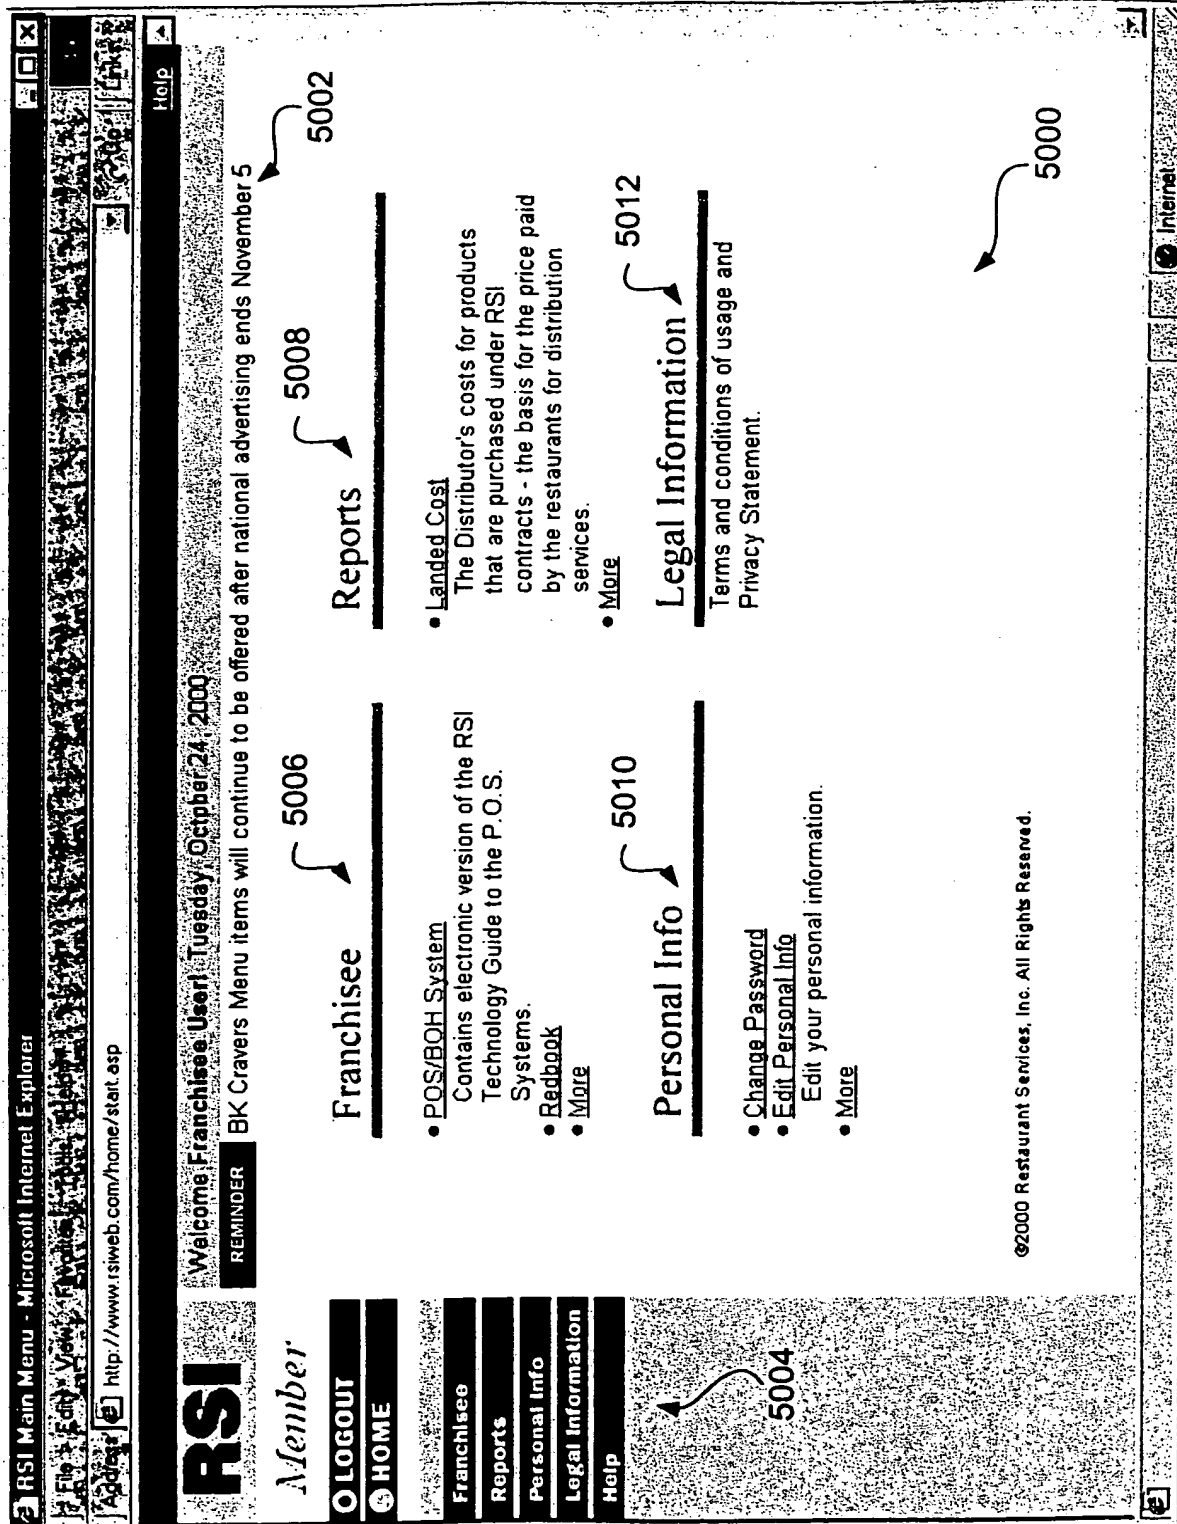 RSI Main Menu - Microsoft Internet Explorer
File Edit View Favorites Tools Help
Address http://www.rsiweb.com/home/start.asp
Go Links
Help
RSI
Welcome Franchisee User! Tuesday, October 24, 2000
REMINDER BK Cravers Menu items will continue to be offered after national advertising ends November 5
5002
Member
LOGOUT
HOME
Franchisee
Reports
Personal Info
Legal Information
Help
5004
Franchisee
5006
• POS/BOH System
Contains electronic version of the RSI
Technology Guide to the P.O.S.
Systems.
• Redbook
• More
Reports
5008
• Landed Cost
The Distributor's costs for products
that are purchased under RSI
contracts - the basis for the price paid
by the restaurants for distribution
services.
• More
Personal Info
5010
• Change Password
• Edit Personal Info
Edit your personal information.
• More
Legal Information
5012
Terms and conditions of usage and
Privacy Statement.
©2000 Restaurant Services, Inc. All Rights Reserved.
5000
Internet